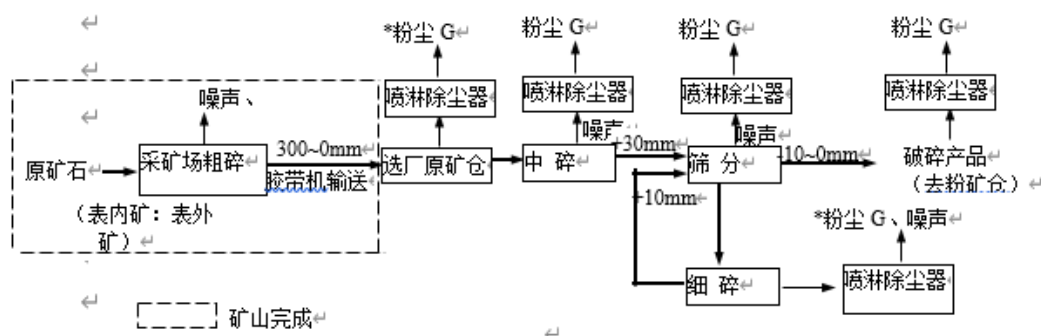 *粉尘 G
粉尘 G
粉尘 G
粉尘 G
喷淋除尘器
喷淋除尘器
喷淋除尘器
喷淋除尘器
噪声、
噪声
噪声
原矿石
采矿场粗碎
300~0mm
胶带机输送
选厂原矿仓
中 碎
+30mm
筛 分
-10~0mm
破碎产品
(去粉矿仓)
+10mm
(表内矿：表外
矿)
*粉尘 G、噪声
细 碎
喷淋除尘器
矿山完成